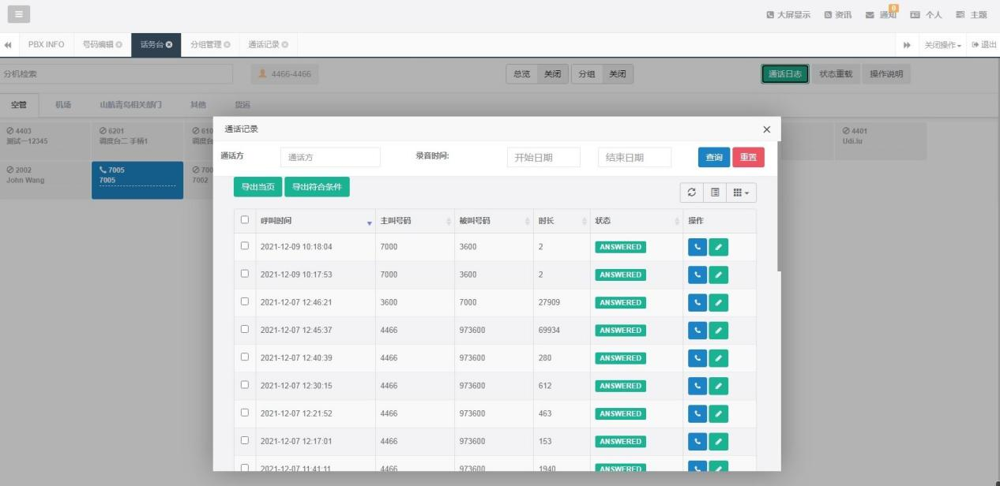 大屏显示 资讯 通知 0 个人 主题
PBX INFO 号码编辑 话务台 分组管理 通话记录 关闭操作 退出
分机检索 4466-4466 总览 关闭 分组 关闭 通话日志 状态重载 操作说明
空管 机场 山航青岛相关部门 其他 货运
4403 6201 610 4401
测试一12345 调度台二 手柄1 调度台 Udi.lu
2002 7005 700
John Wang 7005 7002
通话记录
通话方 通话方 录音时间: 开始日期 结束日期 查询 重置
导出当页 导出符合条件
呼叫时间 主叫号码 被叫号码 时长 状态 操作
2021-12-09 10:18:04 7000 3600 2 ANSWERED
2021-12-09 10:17:53 7000 3600 2 ANSWERED
2021-12-07 12:46:21 3600 7000 27909 ANSWERED
2021-12-07 12:45:37 4466 973600 69934 ANSWERED
2021-12-07 12:40:39 4466 973600 280 ANSWERED
2021-12-07 12:30:15 4466 973600 612 ANSWERED
2021-12-07 12:21:52 4466 973600 463 ANSWERED
2021-12-07 12:17:01 4466 973600 153 ANSWERED
2021-12-07 11:41:11 4466 973600 1940 ANSWERED